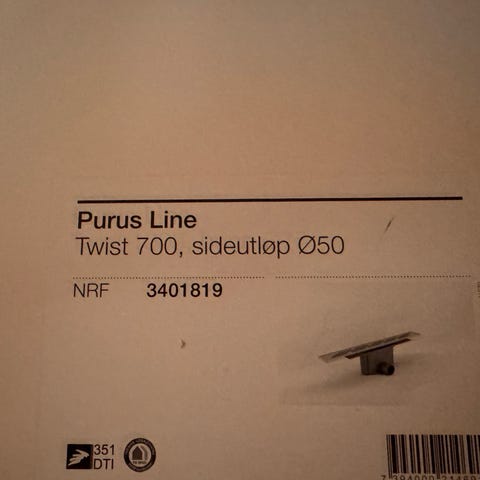 Purus Line
Twist 700, sideutløp Ø50
NRF 3401819
351
DTI